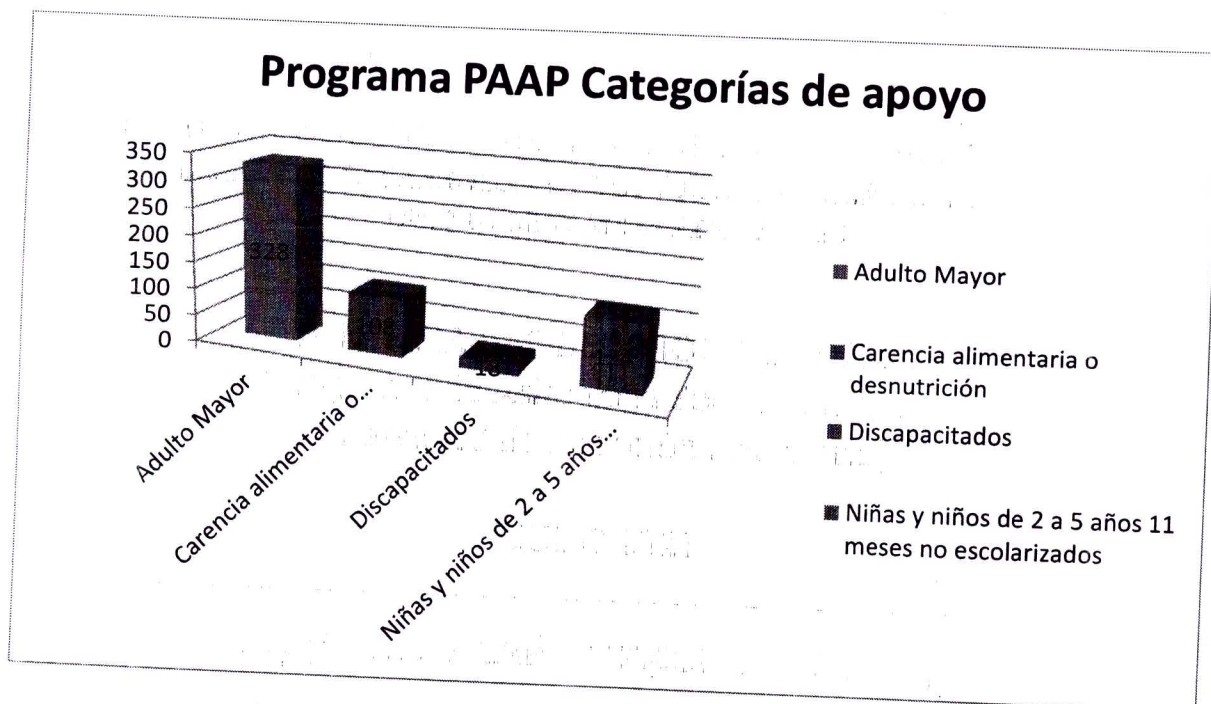 Programa PAAP Categorías de apoyo
350
300
250
200
150
100
50
0
328
Adulto Mayor
Carencia alimentaria o...
Discapacitados
Niñas y niños de 2 a 5 años...
Adulto Mayor
Carencia alimentaria o
desnutrición
Discapacitados
Niñas y niños de 2 a 5 años 11
meses no escolarizados